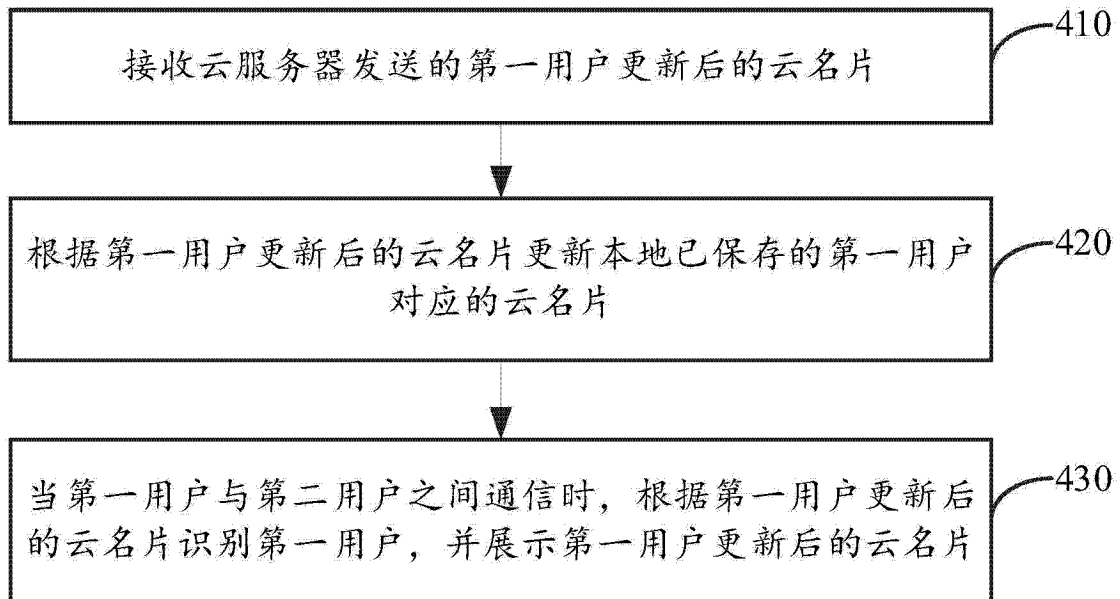 接收云服务器发送的第一用户更新后的云名片
410
根据第一用户更新后的云名片更新本地已保存的第一用户
对应的云名片
420
当第一用户与第二用户之间通信时，根据第一用户更新后
的云名片识别第一用户，并展示第一用户更新后的云名片
430